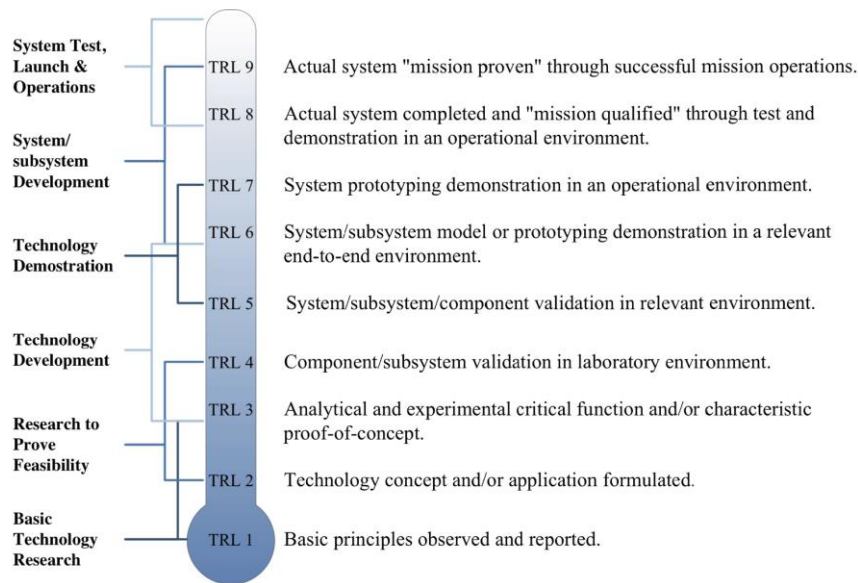 System Test,
Launch &
Operations
System/
subsystem
Development
Technology
Demostration
Technology
Development
Research to
Prove
Feasibility
Basic
Technology
Research
TRL 9
Actual system "mission proven" through successful mission operations.
TRL 8
Actual system completed and "mission qualified" through test and
demonstration in an operational environment.
TRL 7
System prototyping demonstration in an operational environment.
TRL 6
System/subsystem model or prototyping demonstration in a relevant
end-to-end environment.
TRL 5
System/subsystem/component validation in relevant environment.
TRL 4
Component/subsystem validation in laboratory environment.
TRL 3
Analytical and experimental critical function and/or characteristic
proof-of-concept.
TRL 2
Technology concept and/or application formulated.
TRL 1
Basic principles observed and reported.